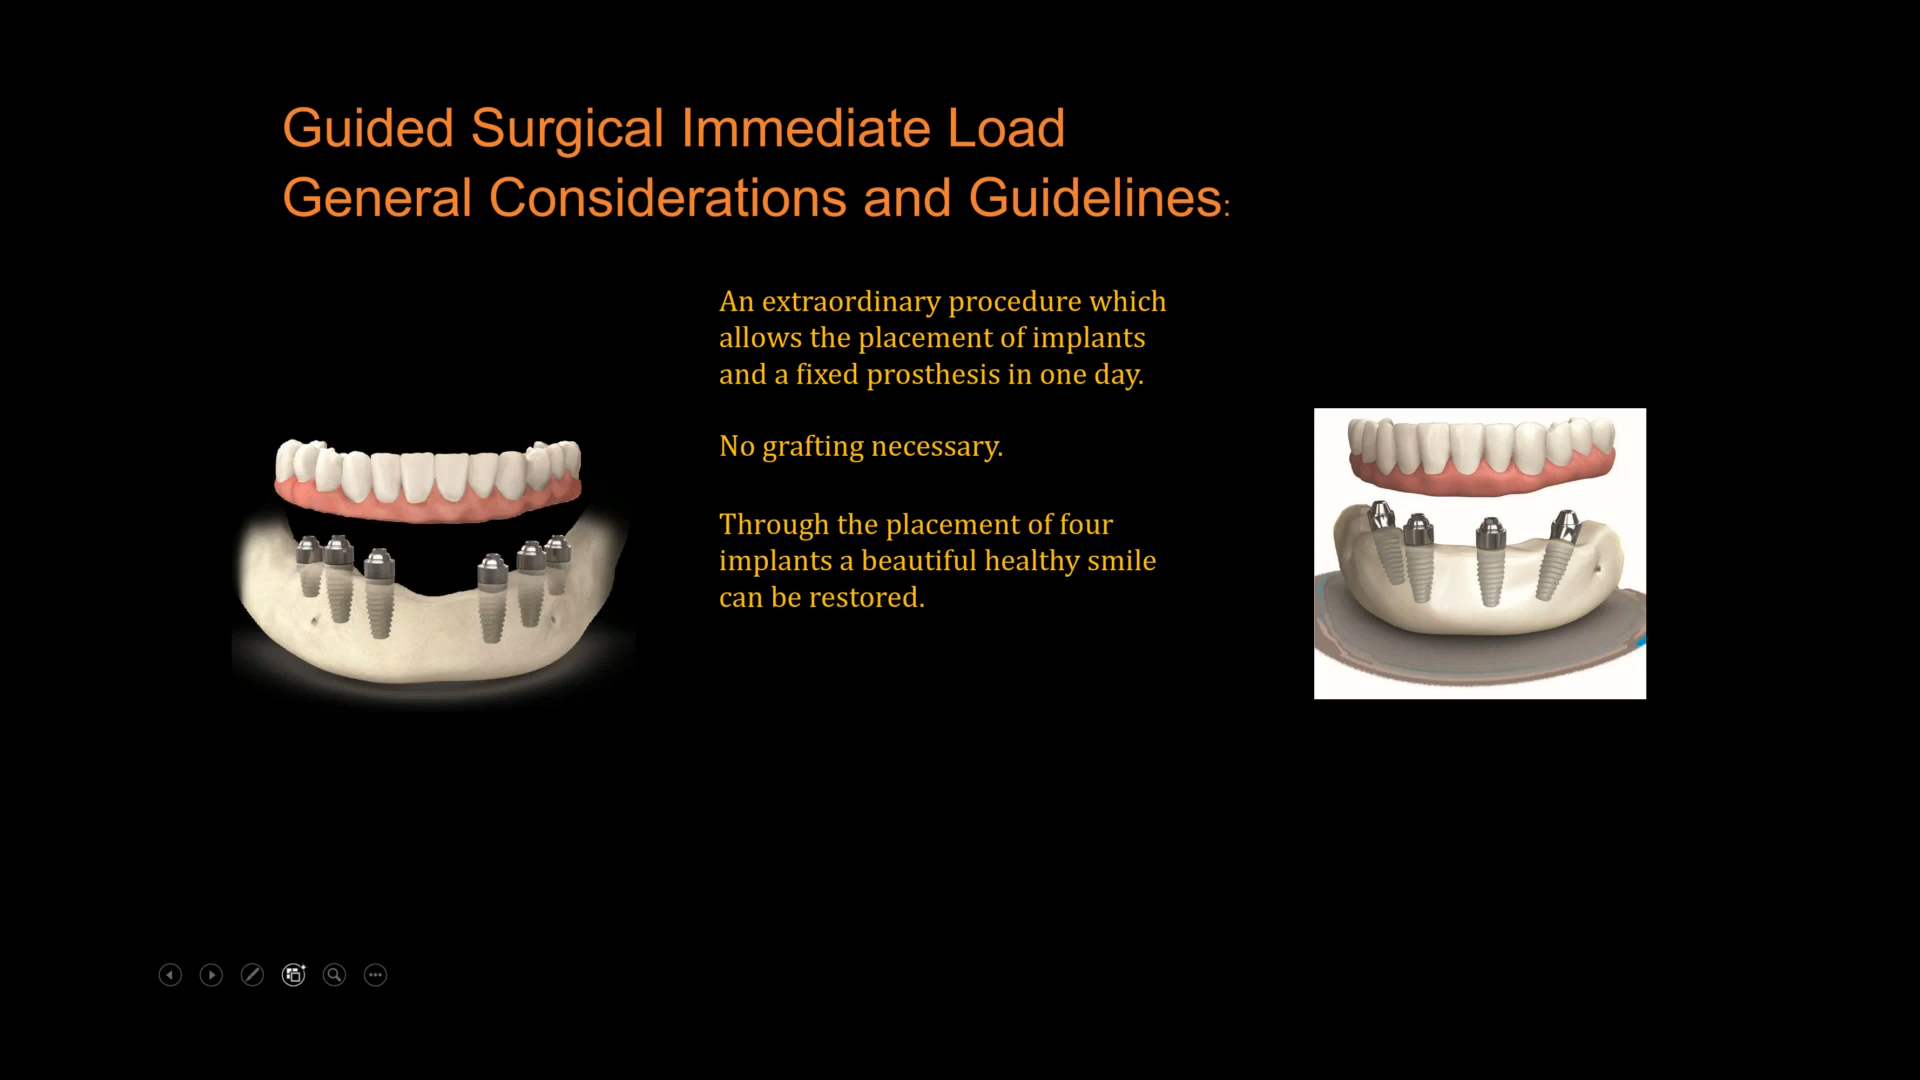 Guided Surgical Immediate Load
General Considerations and Guidelines:
An extraordinary procedure which
allows the placement of implants
and a fixed prosthesis in one day.
No grafting necessary.
Through the placement of four
implants a beautiful healthy smile
can be restored.